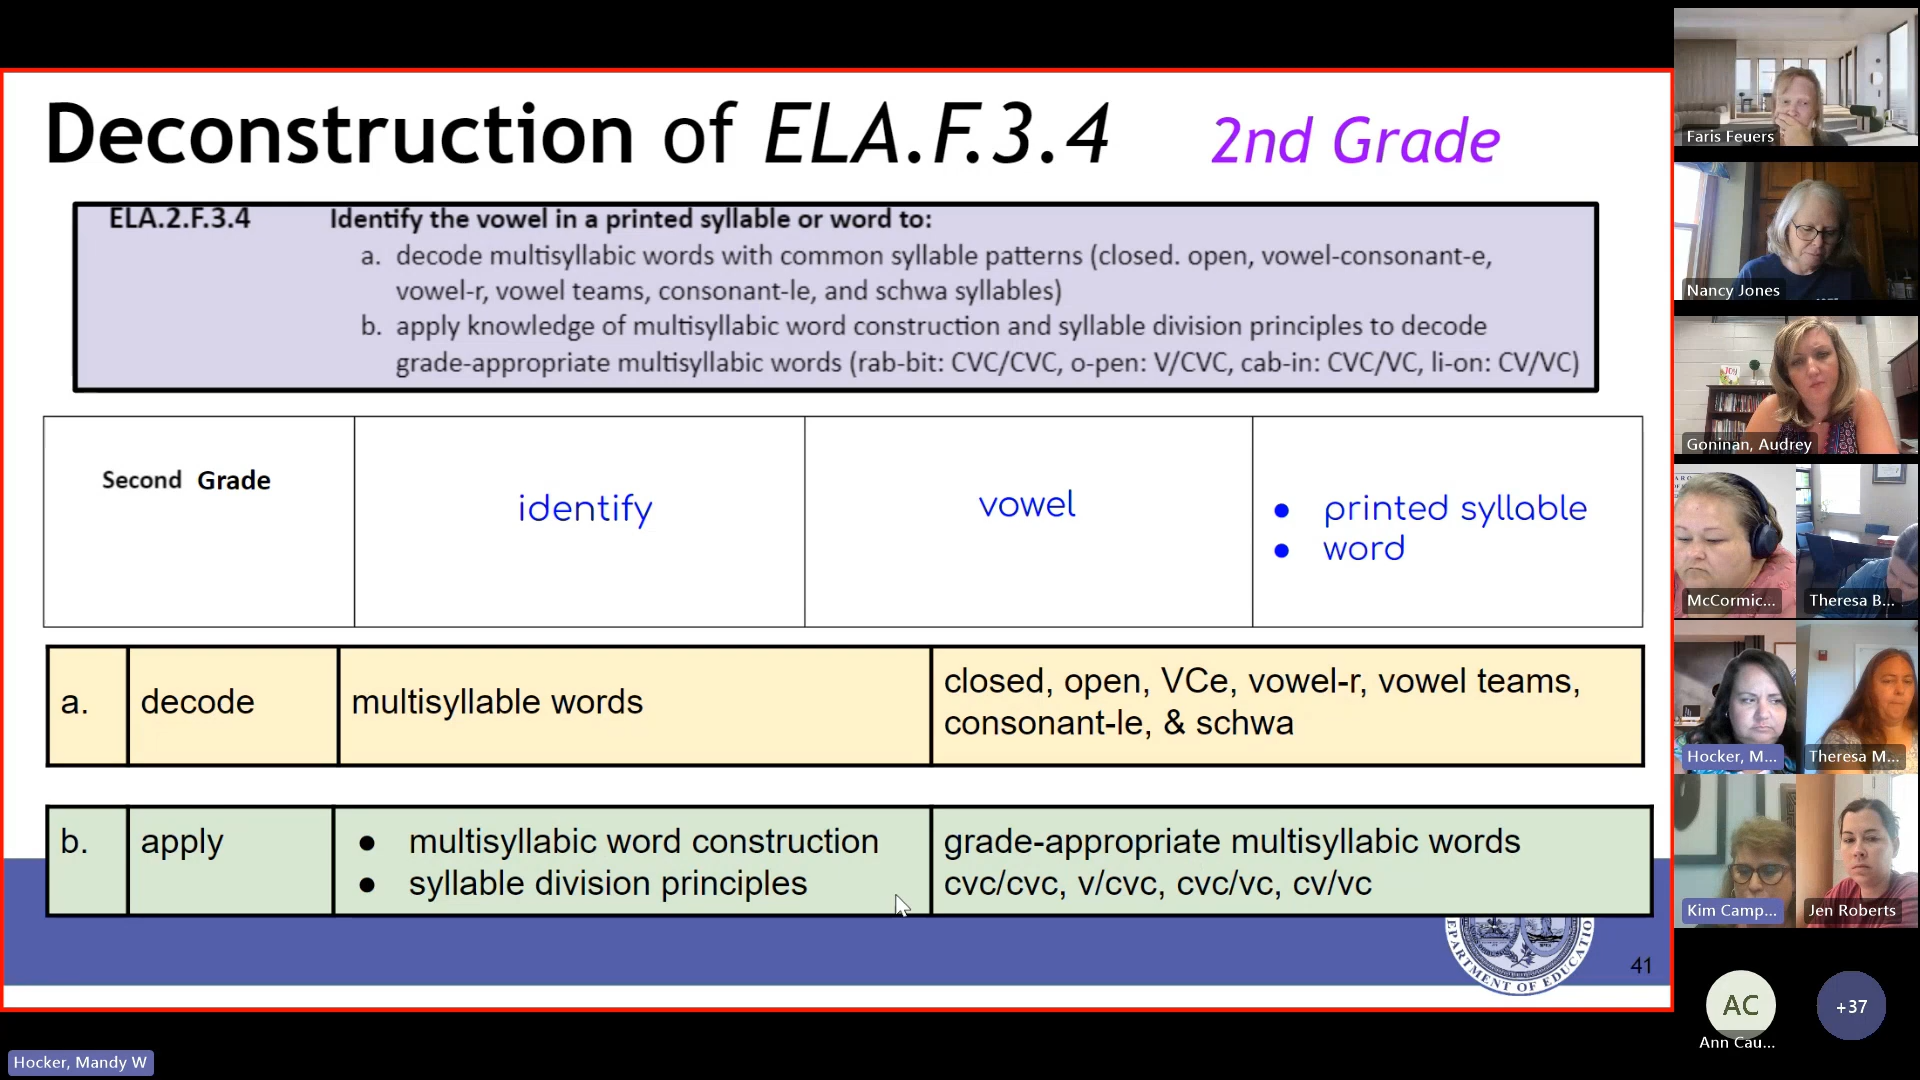 Deconstruction of ELA.F.3.4 2nd Grade
ELA.2.F.3.4 Identify the vowel in a printed syllable or word to:
a. decode multisyllabic words with common syllable patterns (closed. open, vowel-consonant-e,
vowel-r, vowel teams, consonant-le, and schwa syllables)
b. apply knowledge of multisyllabic word construction and syllable division principles to decode
grade-appropriate multisyllabic words (rab-bit: CVC/CVC, o-pen: V/CVC, cab-in: CVC/VC, li-on: CV/VC)
Second Grade
identify
vowel
● printed syllable
● word
a. decode multisyllable words
closed, open, VCe, vowel-r, vowel teams,
consonant-le, & schwa
b. apply
● multisyllabic word construction
● syllable division principles
grade-appropriate multisyllabic words
cvc/cvc, v/cvc, cvc/vc, cv/vc
EPARTMENT OF EDUCATION
41
Faris Feuers
Nancy Jones
JOY
Goninan, Audrey
McCormic...
Theresa B...
Hocker, M...
Theresa M...
Kim Camp...
Jen Roberts
AC
Ann Cau...
+37
Hocker, Mandy W